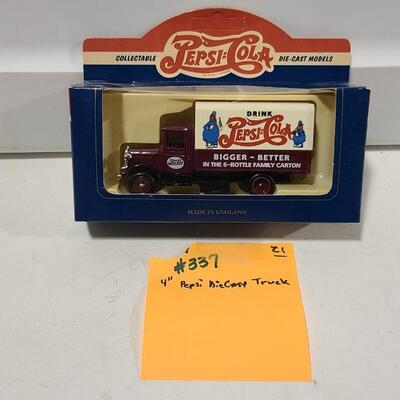 COLLECTABLE PEPSI-COLA DIE-CAST MODELS
DRINK
PEPSI-COLA
BIGGER - BETTER
IN THE 6-BOTTLE FAMILY CARTON
MADE IN ENGLAND
21
#337
4" Pepsi DieCast Truck